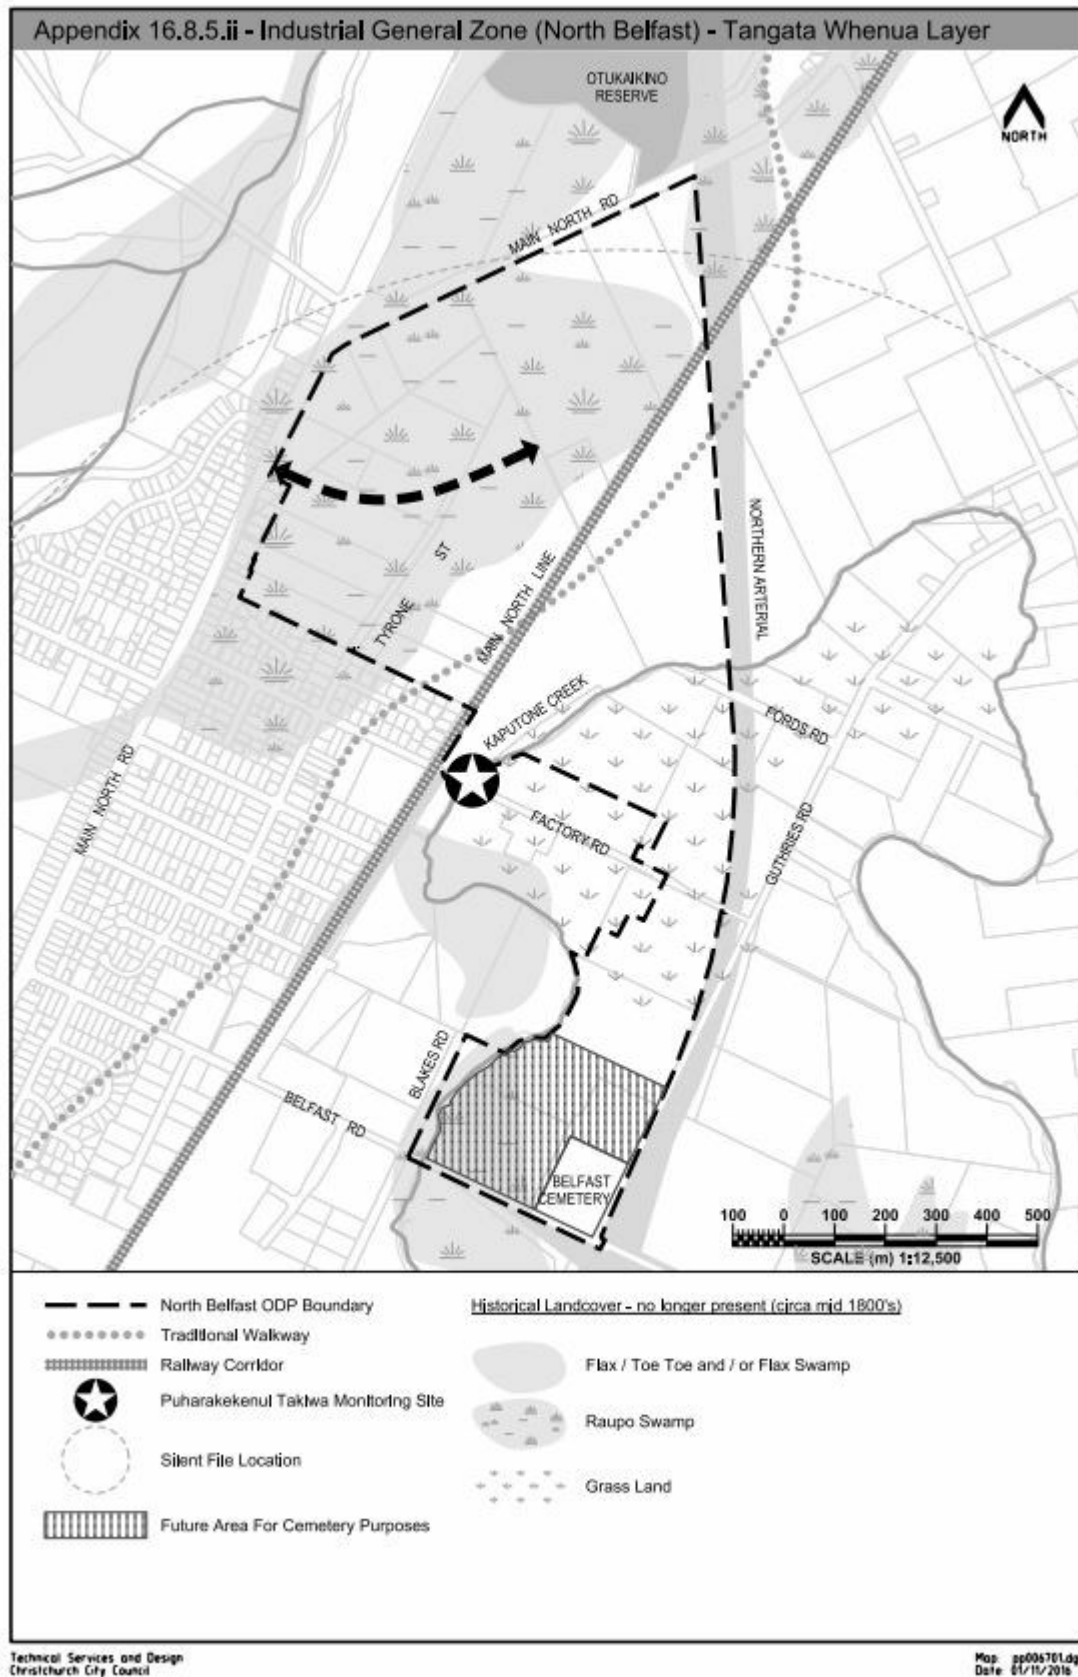 Appendix 16.8.5.ii - Industrial General Zone (North Belfast) - Tangata Whenua Layer
OTUKAIKINO
RESERVE
NORTH
MAIN NORTH RD
NORTHERN ARTERIAL
TYRONE ST
MAIN NORTH LINE
KAPUTONE CREEK
FORDS RD
MAIN NORTH RD
FACTORY RD
GUTHRIES RD
BLAKES RD
BELFAST RD
BELFAST
CEMETERY
100 0 100 200 300 400 500
SCALE (m) 1:12,500
North Belfast ODP Boundary
Traditional Walkway
Railway Corridor
Puharakekenui Takiwa Monitoring Site
Silent File Location
Future Area For Cemetery Purposes
Historical Landcover - no longer present (circa mid 1800's)
Flax / Toe Toe and / or Flax Swamp
Raupo Swamp
Grass Land
Technical Services and Design
Christchurch City Council
Map: pp006701.dg
Date: 01/11/2016